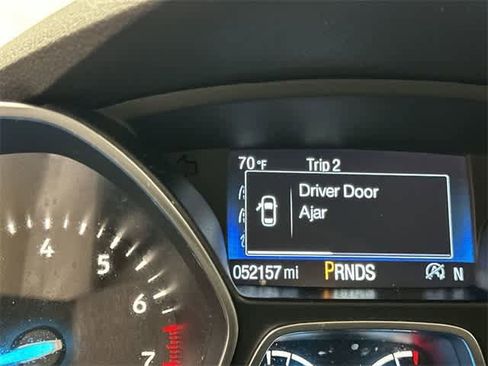 70 °F Trip 2
Driver Door
Ajar
052157 mi PRNDS N
4
5
6
7